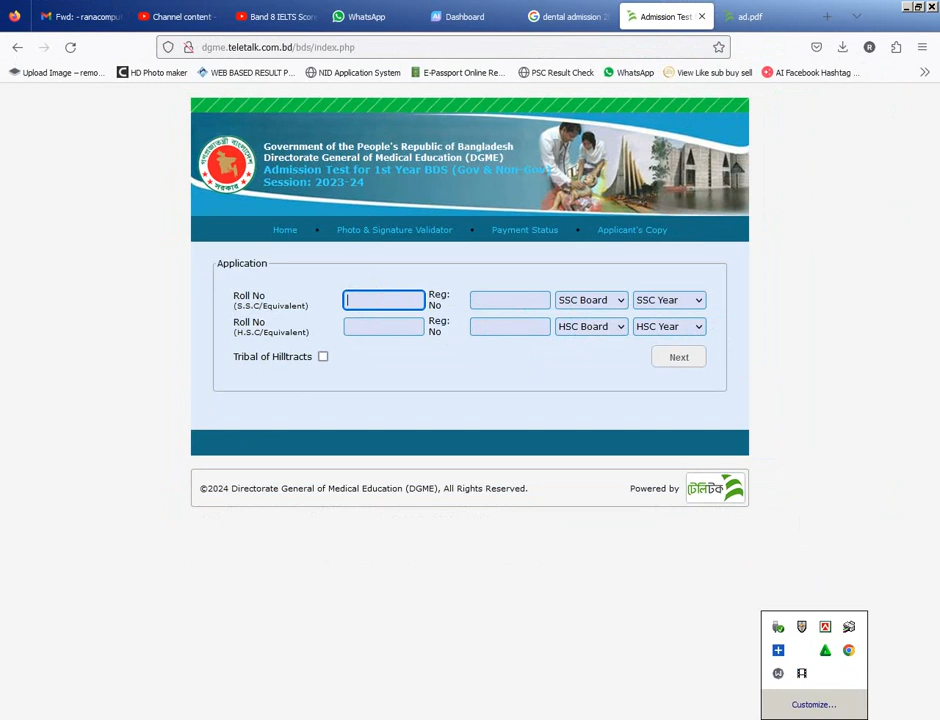 Fwd: - ranacompu
Channel content -
Band 8 IELTS Sco
WhatsApp
Dashboard
dental admission 2
Admission Test
ad.pdf
dgme.teletalk.com.bd/bds/index.php
Upload Image – remo...
HD Photo maker
WEB BASED RESULT P...
NID Application System
E-Passport Online Re...
PSC Result Check
WhatsApp
View Like sub buy sell
AI Facebook Hashtag ...
Government of the People's Republic of Bangladesh
Directorate General of Medical Education (DGME)
Admission Test for 1st Year BDS (Gov & Non-Gov)
Session: 2023-24
Home • Photo & Signature Validator • Payment Status • Applicant's Copy
Application
Roll No
(S.S.C/Equivalent)
Reg:
No
SSC Board
SSC Year
Roll No
(H.S.C/Equivalent)
Reg:
No
HSC Board
HSC Year
Tribal of Hilltracts
Next
©2024 Directorate General of Medical Education (DGME), All Rights Reserved.
Powered by
টেলিটক
Customize...